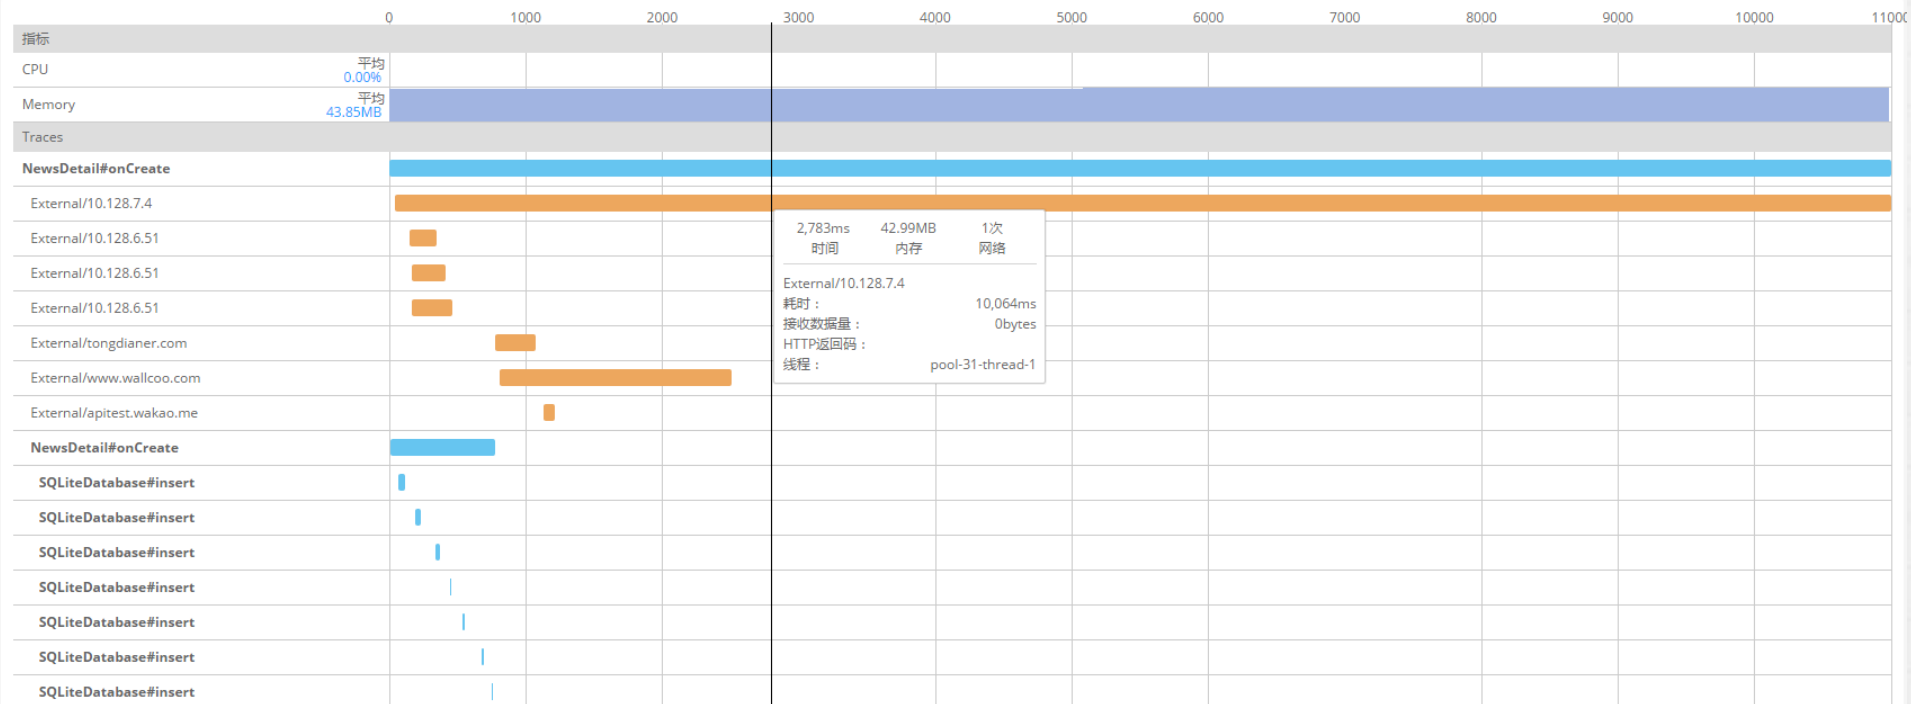 0 1000 2000 3000 4000 5000 6000 7000 8000 9000 10000 11000
指标
CPU 平均
0.00%
Memory 平均
43.85MB
Traces
NewsDetail#onCreate
External/10.128.7.4
External/10.128.6.51
External/10.128.6.51
External/10.128.6.51
External/tongdianer.com
External/www.wallcoo.com
External/apitest.wakao.me
NewsDetail#onCreate
SQLiteDatabase#insert
SQLiteDatabase#insert
SQLiteDatabase#insert
SQLiteDatabase#insert
SQLiteDatabase#insert
SQLiteDatabase#insert
SQLiteDatabase#insert
2,783ms 42.99MB 1次
时间 内存 网络
External/10.128.7.4
耗时： 10,064ms
接收数据量： 0bytes
HTTP返回码：
线程： pool-31-thread-1